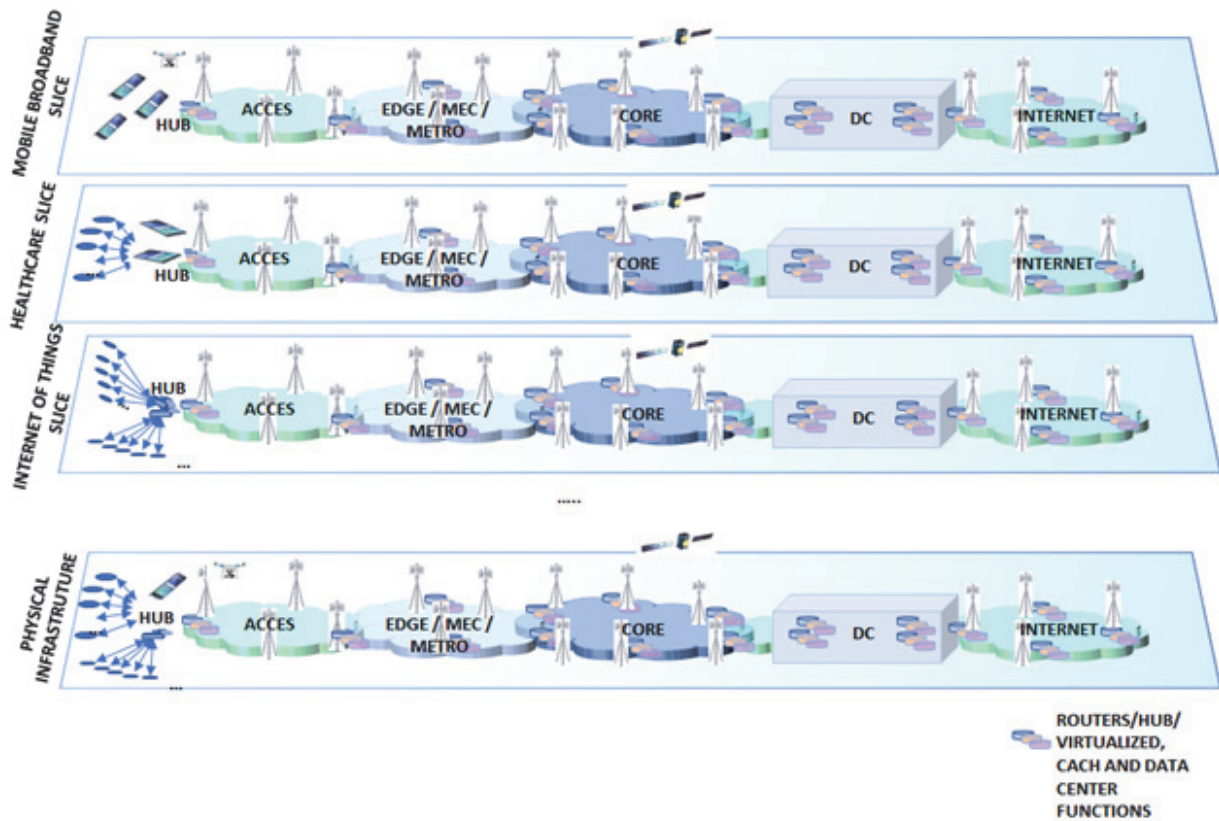 MOBILE BROADBAND
SLICE
HUB
ACCES
EDGE / MEC /
METRO
CORE
DC
INTERNET
HEALTHCARE SLICE
...
HUB
ACCES
EDGE / MEC /
METRO
CORE
DC
INTERNET
INTERNET OF THINGS
SLICE
HUB
...
ACCES
EDGE / MEC /
METRO
CORE
DC
INTERNET
...
.....
PHYSICAL
INFRASTRUTURE
HUB
...
ACCES
EDGE / MEC /
METRO
CORE
DC
INTERNET
...
ROUTERS/HUB/
VIRTUALIZED,
CACH AND DATA
CENTER
FUNCTIONS